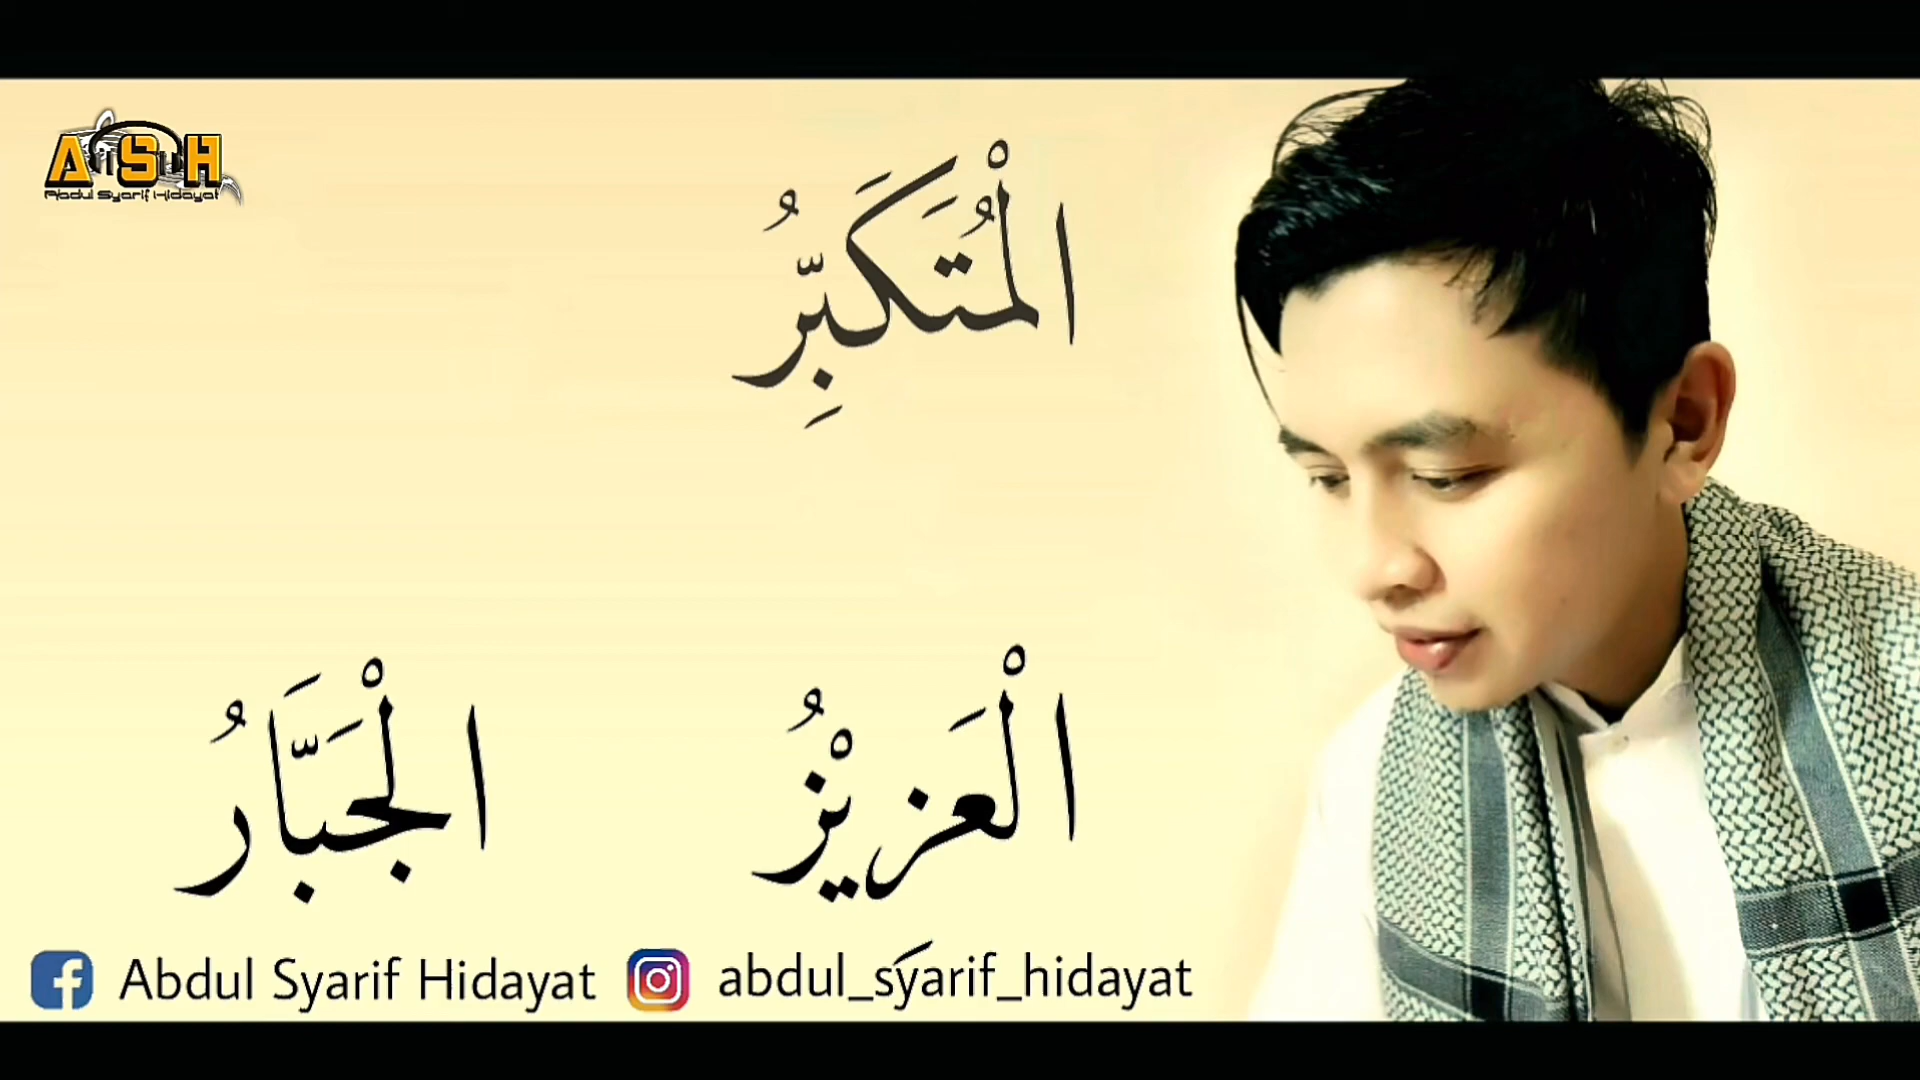 ASH
Abdul Syarif Hidayat
الْمُتَكَبِّرُ
الْعَزِيْزُ الْجَبَّارُ
Abdul Syarif Hidayat abdul_syarif_hidayat